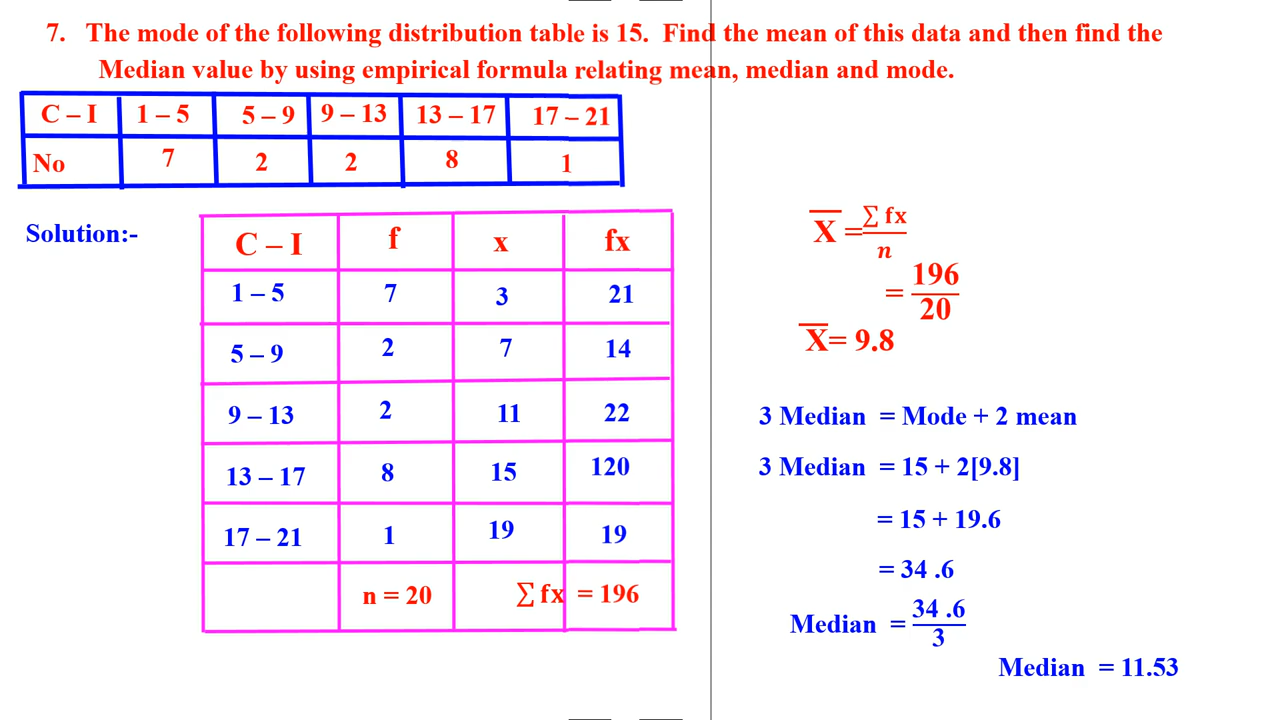 7. The mode of the following distribution table is 15. Find the mean of this data and then find the
Median value by using empirical formula relating mean, median and mode.
C – I 1 – 5 5 – 9 9 – 13 13 – 17 17 – 21
No 7 2 2 8 1
Solution:-
C – I f x fx
1 – 5 7 3 21
5 – 9 2 7 14
9 – 13 2 11 22
13 – 17 8 15 120
17 – 21 1 19 19
n = 20 ∑ fx = 196
X̅ = ∑ fx / n
= 196 / 20
X̅ = 9.8
3 Median = Mode + 2 mean
3 Median = 15 + 2[9.8]
= 15 + 19.6
= 34 .6
Median = 34 .6 / 3
Median = 11.53